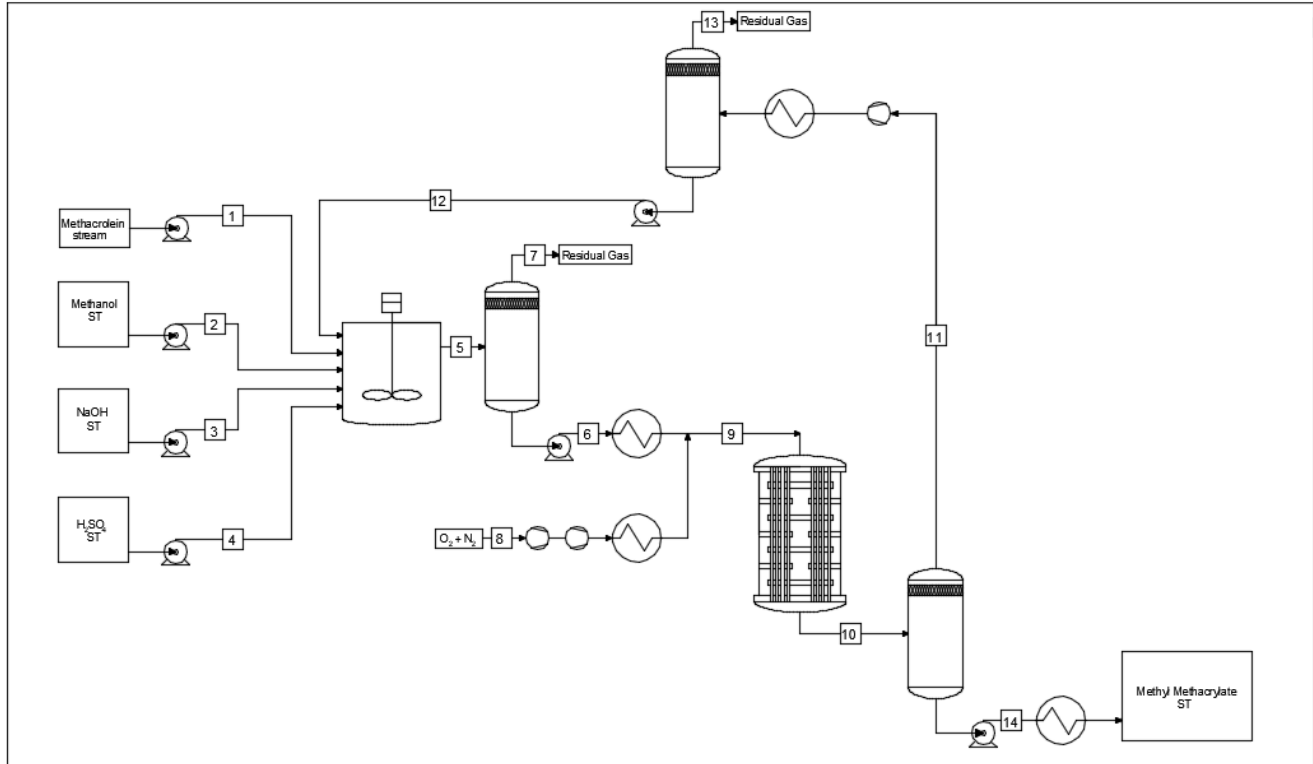 13
Residual Gas
Methacrolein
stream
1
12
7
Residual Gas
Methanol
ST
2
5
11
NaOH
ST
3
6
9
H₂SO₄
ST
4
O₂ + N₂
8
10
14
Methyl Methacrylate
ST